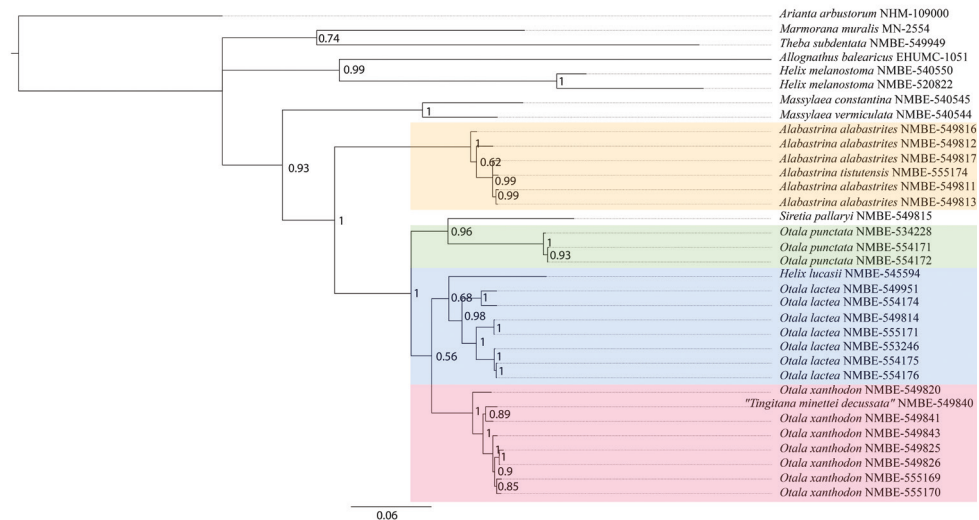 Arianta arbustorum NHM-109000
Marmorana muralis MN-2554
0.74
Theba subdentata NMBE-549949
Allognathus balearicus EHUMC-1051
0.99
Helix melanostoma NMBE-540550
1
Helix melanostoma NMBE-520822
Massylaea constantina NMBE-540545
1
Massylaea vermiculata NMBE-540544
Alabastrina alabastrites NMBE-549816
1
Alabastrina alabastrites NMBE-549812
0.62
Alabastrina alabastrites NMBE-549817
0.93
Alabastrina tistutensis NMBE-555174
0.99
Alabastrina alabastrites NMBE-549811
0.99
Alabastrina alabastrites NMBE-549813
1
Siretia pallaryi NMBE-549815
0.96
Otala punctata NMBE-534228
1
Otala punctata NMBE-554171
0.93
Otala punctata NMBE-554172
Helix lucasii NMBE-545594
1
0.68
Otala lactea NMBE-549951
1
Otala lactea NMBE-554174
0.98
Otala lactea NMBE-549814
1
Otala lactea NMBE-555171
1
Otala lactea NMBE-553246
0.56
Otala lactea NMBE-554175
1
1
Otala lactea NMBE-554176
Otala xanthodon NMBE-549820
"Tingitana minettei decussata" NMBE-549840
1
1
0.89
Otala xanthodon NMBE-549841
1
Otala xanthodon NMBE-549843
Otala xanthodon NMBE-549825
1
1
Otala xanthodon NMBE-549826
0.9
Otala xanthodon NMBE-555169
0.85
Otala xanthodon NMBE-555170
0.06